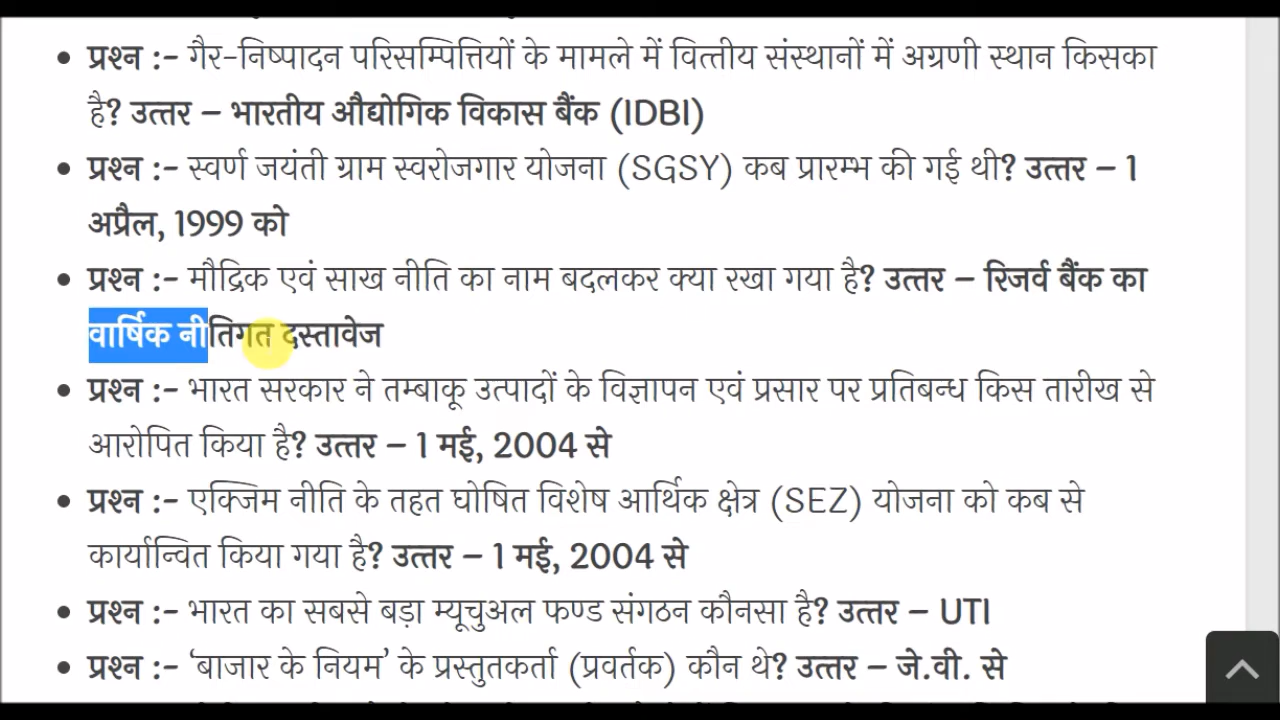 • प्रश्न :- गैर-निष्पादन परिसम्पित्तियों के मामले में वित्तीय संस्थानों में अग्रणी स्थान किसका
है? उत्तर – भारतीय औद्योगिक विकास बैंक (IDBI)
• प्रश्न :- स्वर्ण जयंती ग्राम स्वरोजगार योजना (SGSY) कब प्रारम्भ की गई थी? उत्तर – 1
अप्रैल, 1999 को
• प्रश्न :- मौद्रिक एवं साख नीति का नाम बदलकर क्या रखा गया है? उत्तर – रिजर्व बैंक का
वार्षिक नीतिगत दस्तावेज
• प्रश्न :- भारत सरकार ने तम्बाकू उत्पादों के विज्ञापन एवं प्रसार पर प्रतिबन्ध किस तारीख से
आरोपित किया है? उत्तर – 1 मई, 2004 से
• प्रश्न :- एक्जिम नीति के तहत घोषित विशेष आर्थिक क्षेत्र (SEZ) योजना को कब से
कार्यान्वित किया गया है? उत्तर – 1 मई, 2004 से
• प्रश्न :- भारत का सबसे बड़ा म्यूचुअल फण्ड संगठन कौनसा है? उत्तर – UTI
• प्रश्न :- ‘बाजार के नियम’ के प्रस्तुतकर्ता (प्रवर्तक) कौन थे? उत्तर – जे.वी. से